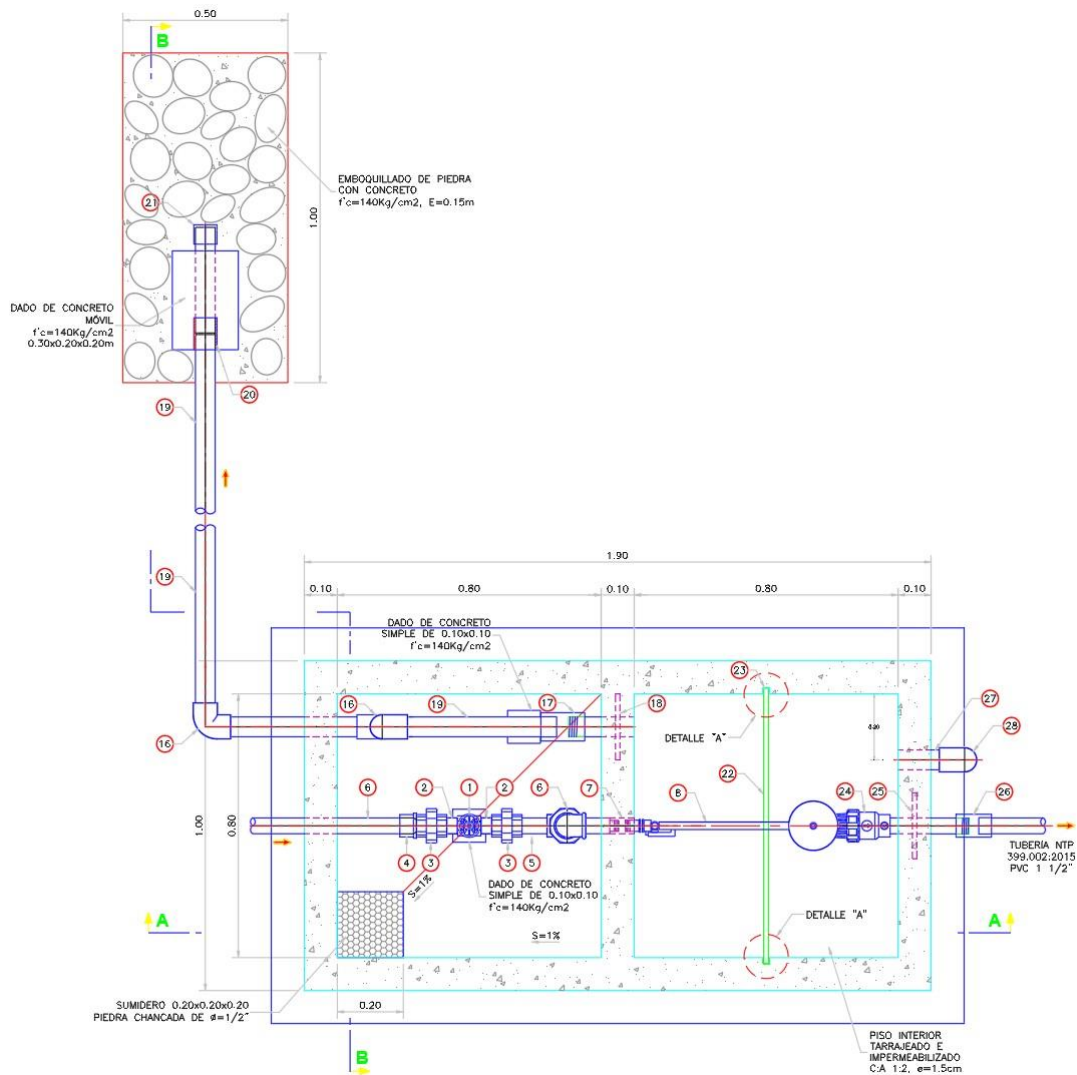 0.50
B
EMBOQUILLADO DE PIEDRA
CON CONCRETO
f'c=140Kg/cm2, E=0.15m
1.00
21
DADO DE CONCRETO
MÓVIL
f'c=140Kg/cm2
0.30x0.20x0.20m
20
19
19
1.90
0.10
0.80
0.10
0.80
0.10
DADO DE CONCRETO
SIMPLE DE 0.10x0.10
f'c=140Kg/cm2
23
16
16
19
17
18
27
28
DETALLE "A"
0.20
22
6
2
1
2
6
7
8
24
25
26
1.00
0.80
4
3
3
5
TUBERÍA NTP
399.002:2015
PVC 1 1/2"
S=1%
DADO DE CONCRETO
SIMPLE DE 0.10x0.10
f'c=140Kg/cm2
DETALLE "A"
A
A
S=1%
SUMIDERO 0.20x0.20x0.20
PIEDRA CHANCADA DE ø=1/2"
0.20
B
PISO INTERIOR
TARRAJEADO E
IMPERMEABILIZADO
C:A 1:2, e=1.5cm